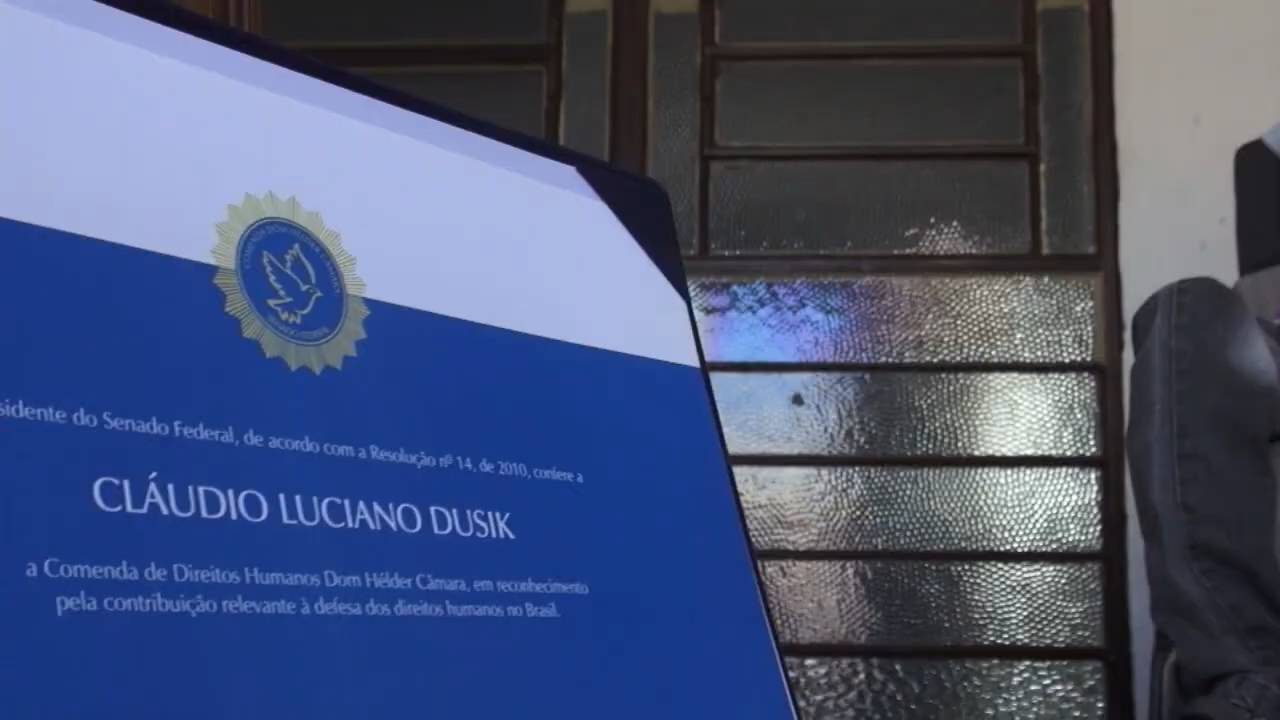 sidente do Senado Federal, de acordo com a Resolução nº 14, de 2010, confere a
CLÁUDIO LUCIANO DUSIK
a Comenda de Direitos Humanos Dom Hélder Câmara, em reconhecimento
pela contribuição relevante à defesa dos direitos humanos no Brasil.